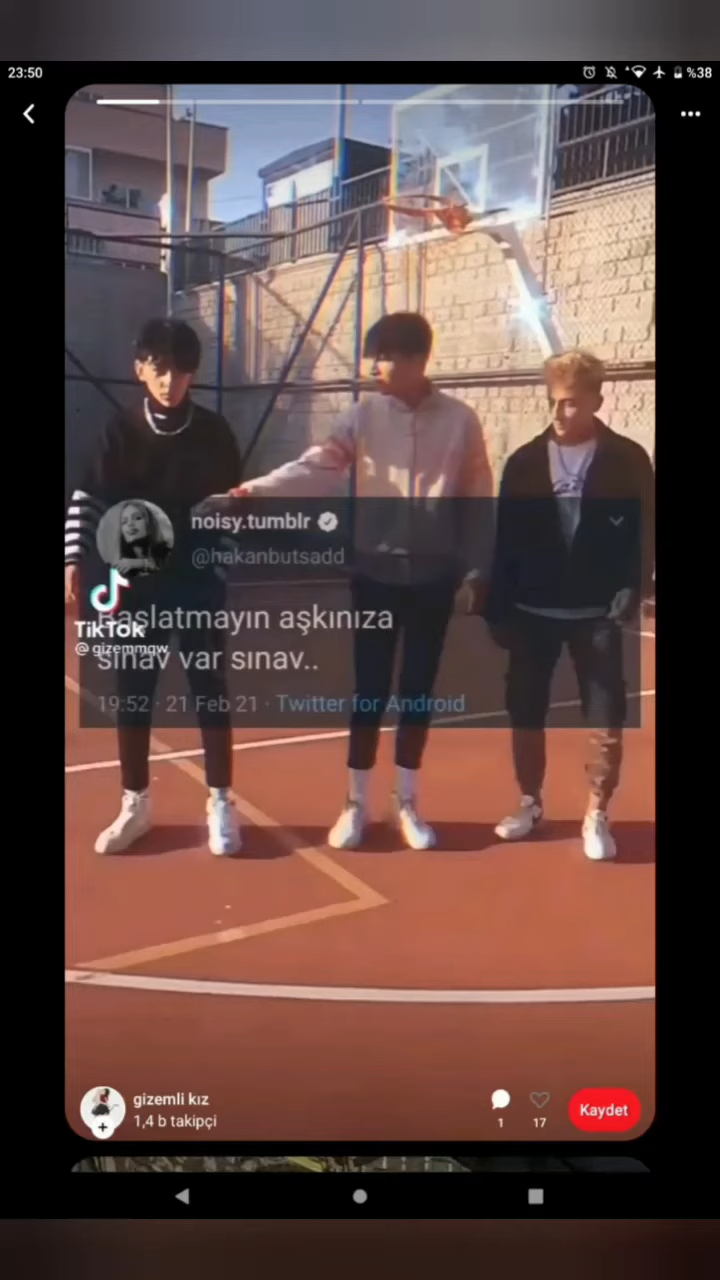 23:50
%38
noisy.tumblr
@hakanbutsadd
Başlatmayın aşkınıza
sınav var sınav..
19:52 · 21 Feb 21 · Twitter for Android
TikTok
@gizemmqw
gizemli kız
1,4 b takipçi
1
17
Kaydet